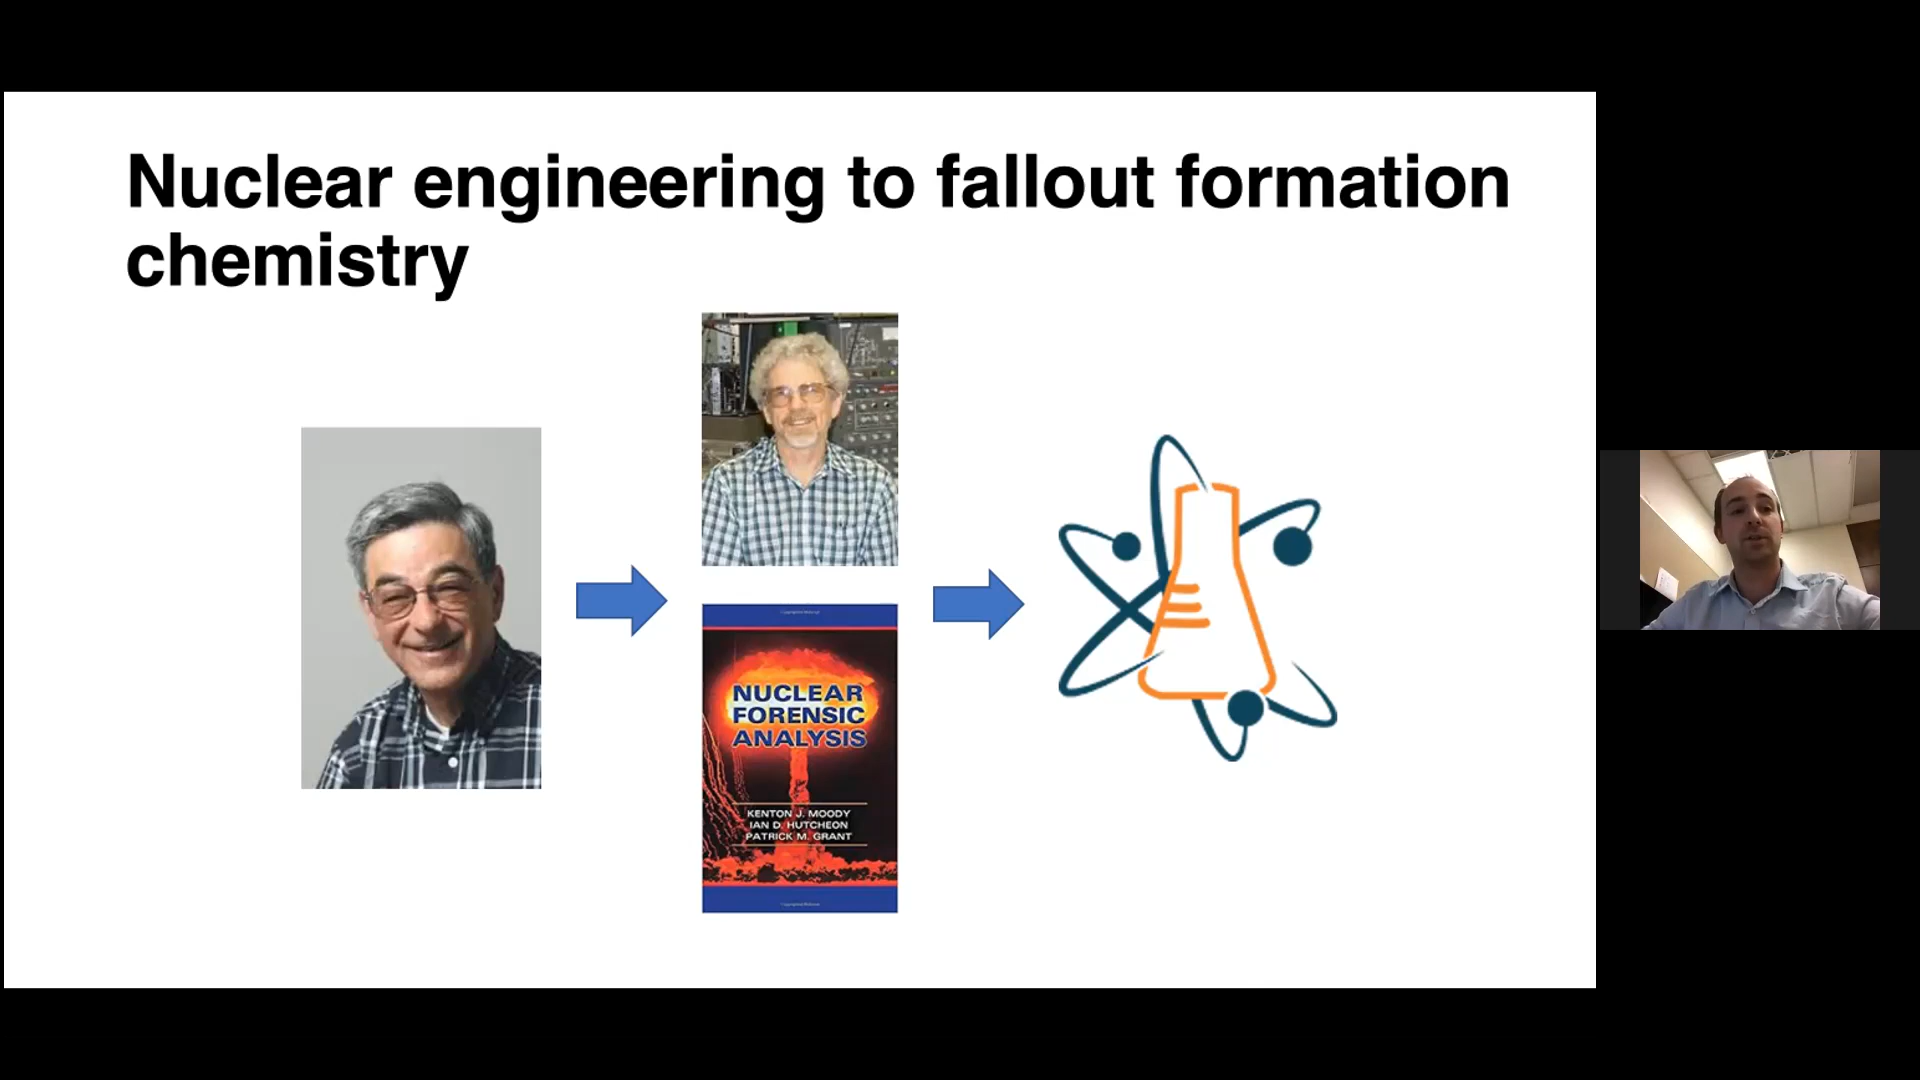 Nuclear engineering to fallout formation
chemistry
NUCLEAR
FORENSIC
ANALYSIS
KENTON J. MOODY
IAN D. HUTCHEON
PATRICK M. GRANT